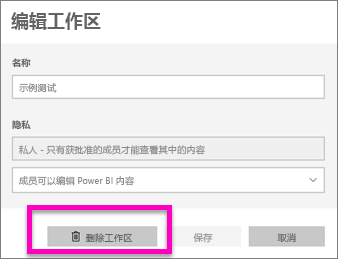 编辑工作区
名称
示例测试
隐私
私人 - 只有获批准的成员才能查看其中的内容
成员可以编辑 Power BI 内容
删除工作区
保存
取消